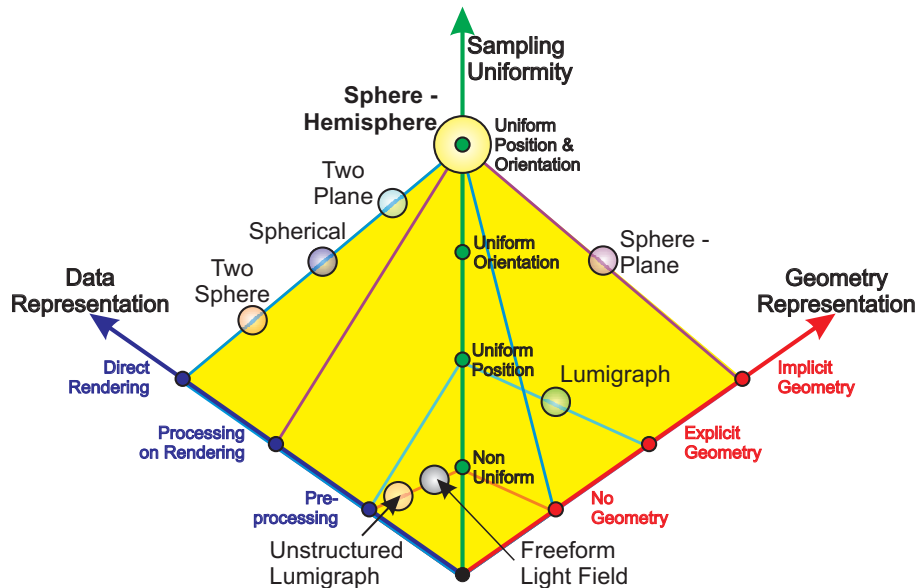 Sampling
Uniformity
Sphere -
Hemisphere
Uniform
Position &
Orientation
Two
Plane
Spherical
Two
Sphere
Uniform
Orientation
Sphere -
Plane
Data
Representation
Geometry
Representation
Direct
Rendering
Uniform
Position
Lumigraph
Implicit
Geometry
Processing
on Rendering
Explicit
Geometry
Non
Uniform
Pre-
processing
No
Geometry
Unstructured
Lumigraph
Freeform
Light Field